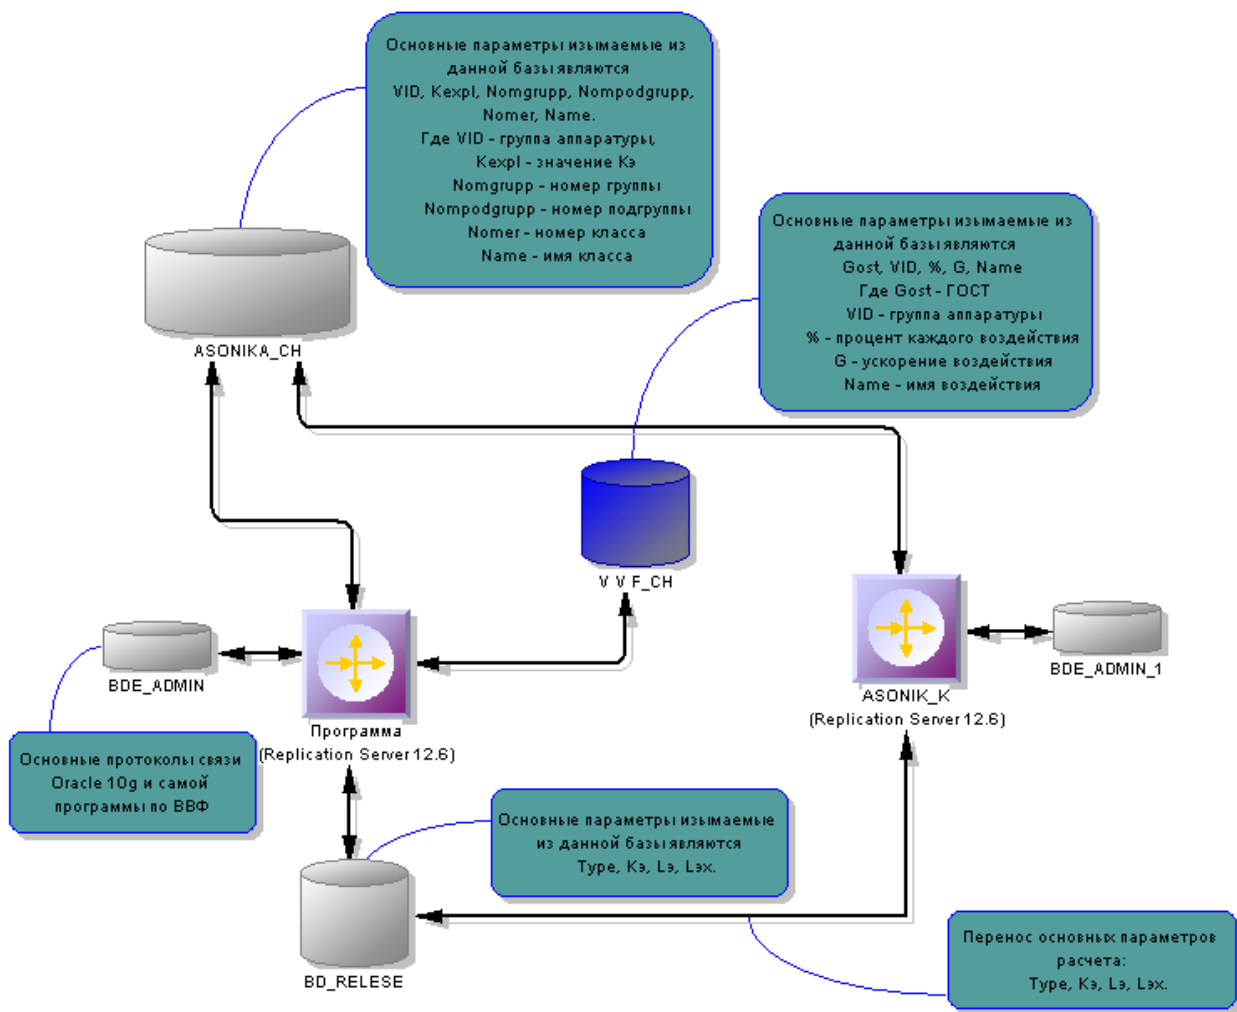 Основные параметры изымаемые из
данной базы являются
VID, Kexpl, Nomgrupp, Nompodgrupp,
Nomer, Name.
Где VID - группа аппаратуры,
Kexpl - значение Кэ
Nomgrupp - номер группы
Nompodgrupp - номер подгруппы
Nomer - номер класса
Name - имя класса
Основные параметры изымаемые из
данной базы являются
Gost, VID, %, G, Name
Где Gost - ГОСТ
VID - группа аппаратуры
% - процент каждого воздействия
G - ускорение воздействия
Name - имя воздействия
ASONIKA_CH
V V F_CH
BDE_ADMIN
Программа
(Replication Server 12.6)
ASONIK_K
(Replication Server 12.6)
BDE_ADMIN_1
Основные протоколы связи
Oracle 10g и самой
программы по ВВФ
Основные параметры изымаемые
из данной базы являются
Type, Кэ, Lэ, Lэх.
BD_RELESE
Перенос основных параметров
расчета:
Type, Кэ, Lэ, Lэх.